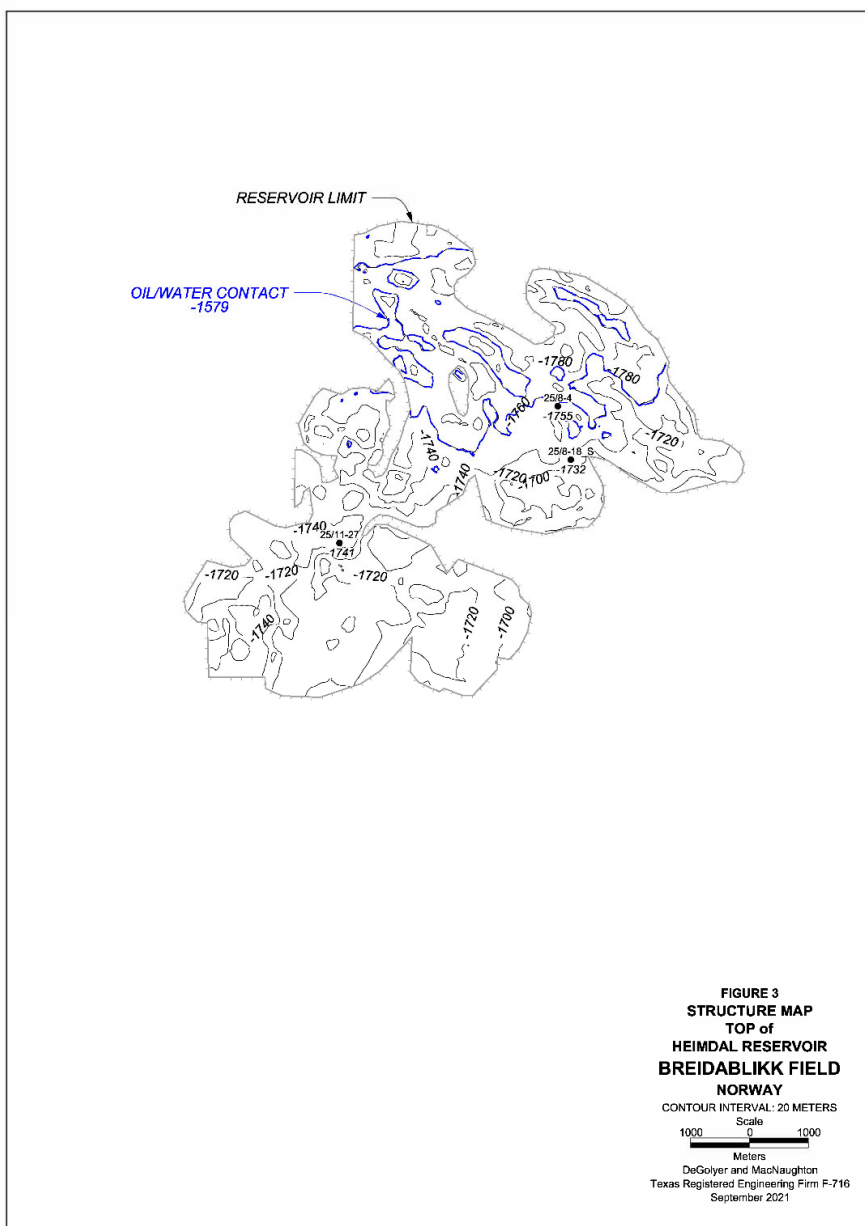 RESERVOIR LIMIT
OIL/WATER CONTACT
-1579
-1780
-1780
25/8-4
-1755
-1760
-1720
25/8-18_S
-1732
-1740
-1740
-1720
-1700
-1740
25/11-27
-1741
-1720
-1720
-1720
-1740
-1720
-1700
FIGURE 3
STRUCTURE MAP
TOP of
HEIMDAL RESERVOIR
BREIDABLIKK FIELD
NORWAY
CONTOUR INTERVAL: 20 METERS
Scale
1000 0 1000
Meters
DeGolyer and MacNaughton
Texas Registered Engineering Firm F-716
September 2021